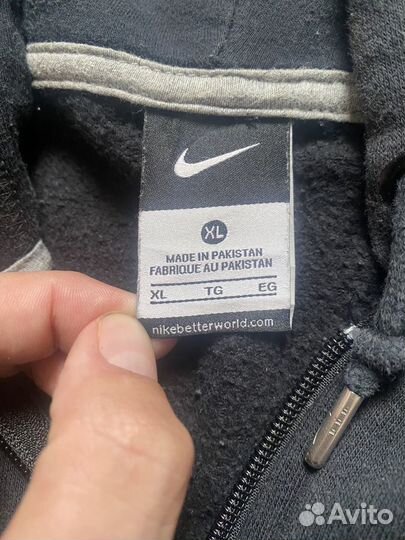 XL
MADE IN PAKISTAN
FABRIQUE AU PAKISTAN
XL TG EG
nikebetterworld.com
Avito